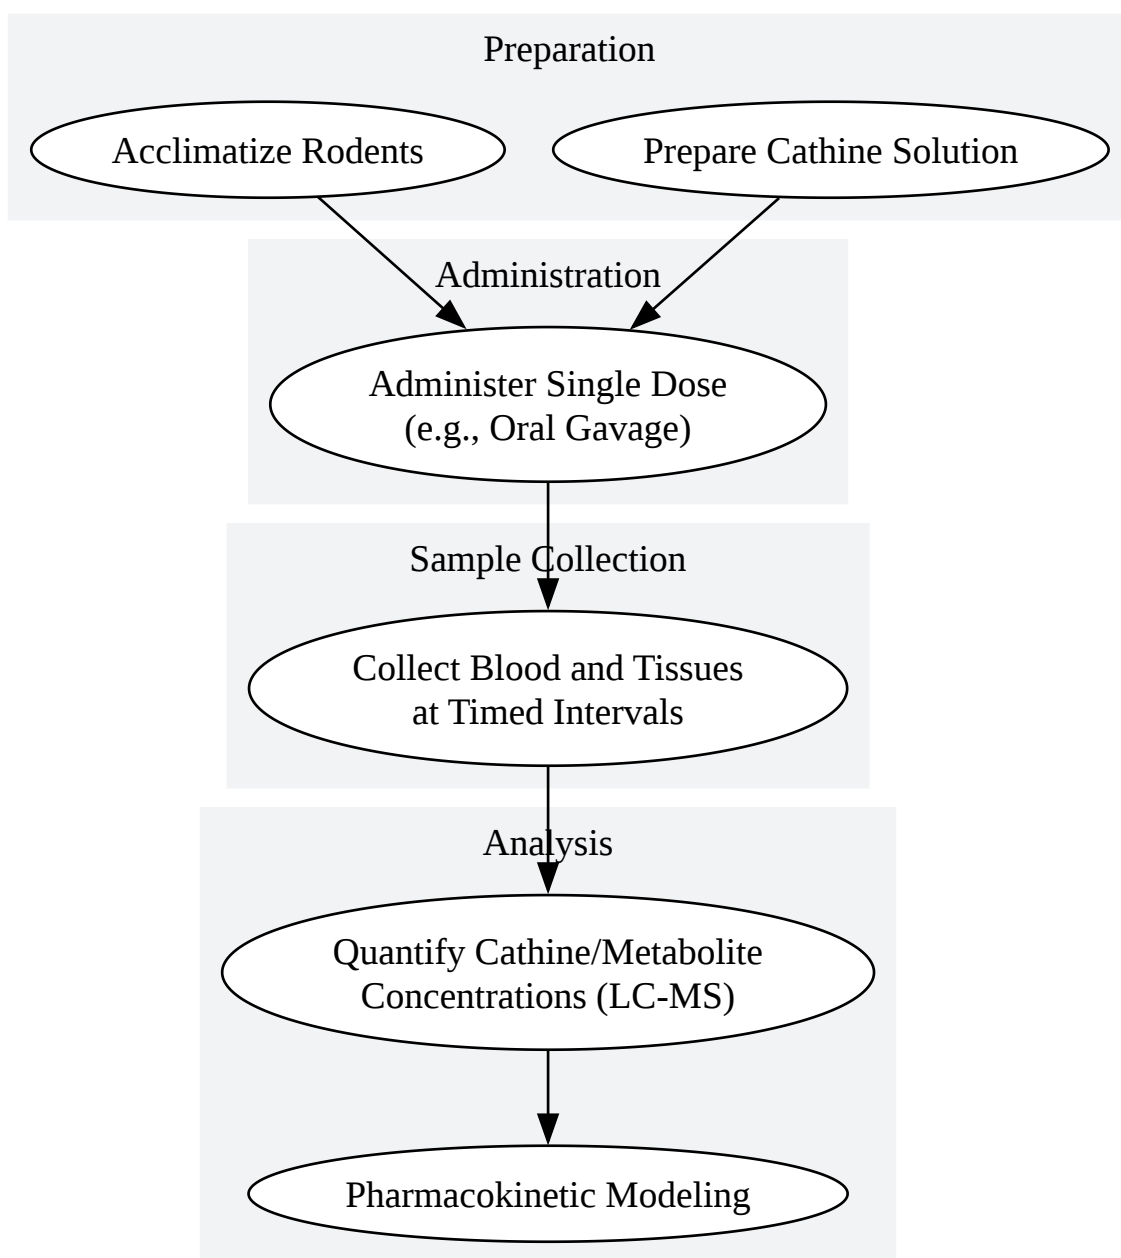 Preparation
Acclimatize Rodents
Prepare Cathine Solution
Administration
Administer Single Dose
(e.g., Oral Gavage)
Sample Collection
Collect Blood and Tissues
at Timed Intervals
Analysis
Quantify Cathine/Metabolite
Concentrations (LC-MS)
Pharmacokinetic Modeling